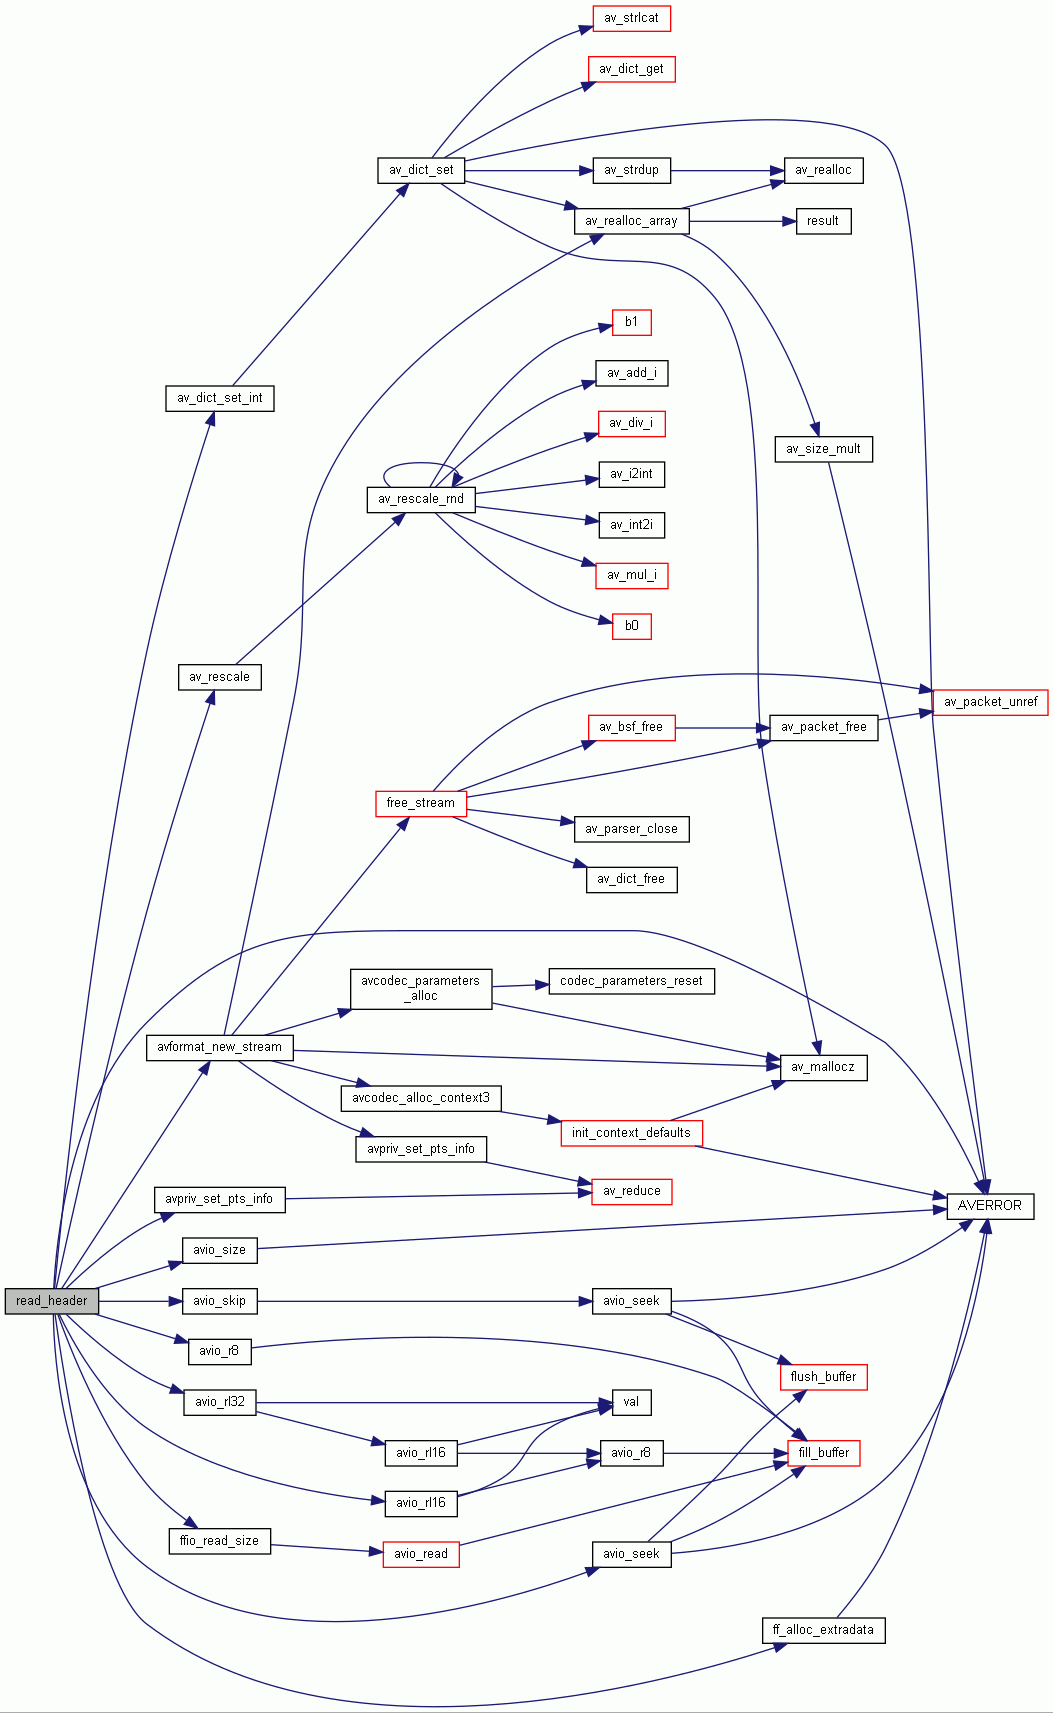 av_strlcat
av_dict_get
av_dict_set
av_strdup
av_realloc
av_realloc_array
result
b1
av_add_i
av_dict_set_int
av_div_i
av_size_mult
av_i2int
av_rescale_rnd
av_int2i
av_mul_i
b0
av_rescale
av_packet_unref
av_bsf_free
av_packet_free
free_stream
av_parser_close
av_dict_free
avcodec_parameters
_alloc
codec_parameters_reset
avformat_new_stream
av_mallocz
avcodec_alloc_context3
init_context_defaults
avpriv_set_pts_info
av_reduce
avpriv_set_pts_info
AVERROR
avio_size
read_header
avio_skip
avio_seek
avio_r8
flush_buffer
avio_rl32
val
avio_rl16
avio_r8
fill_buffer
avio_rl16
ffio_read_size
avio_read
avio_seek
ff_alloc_extradata